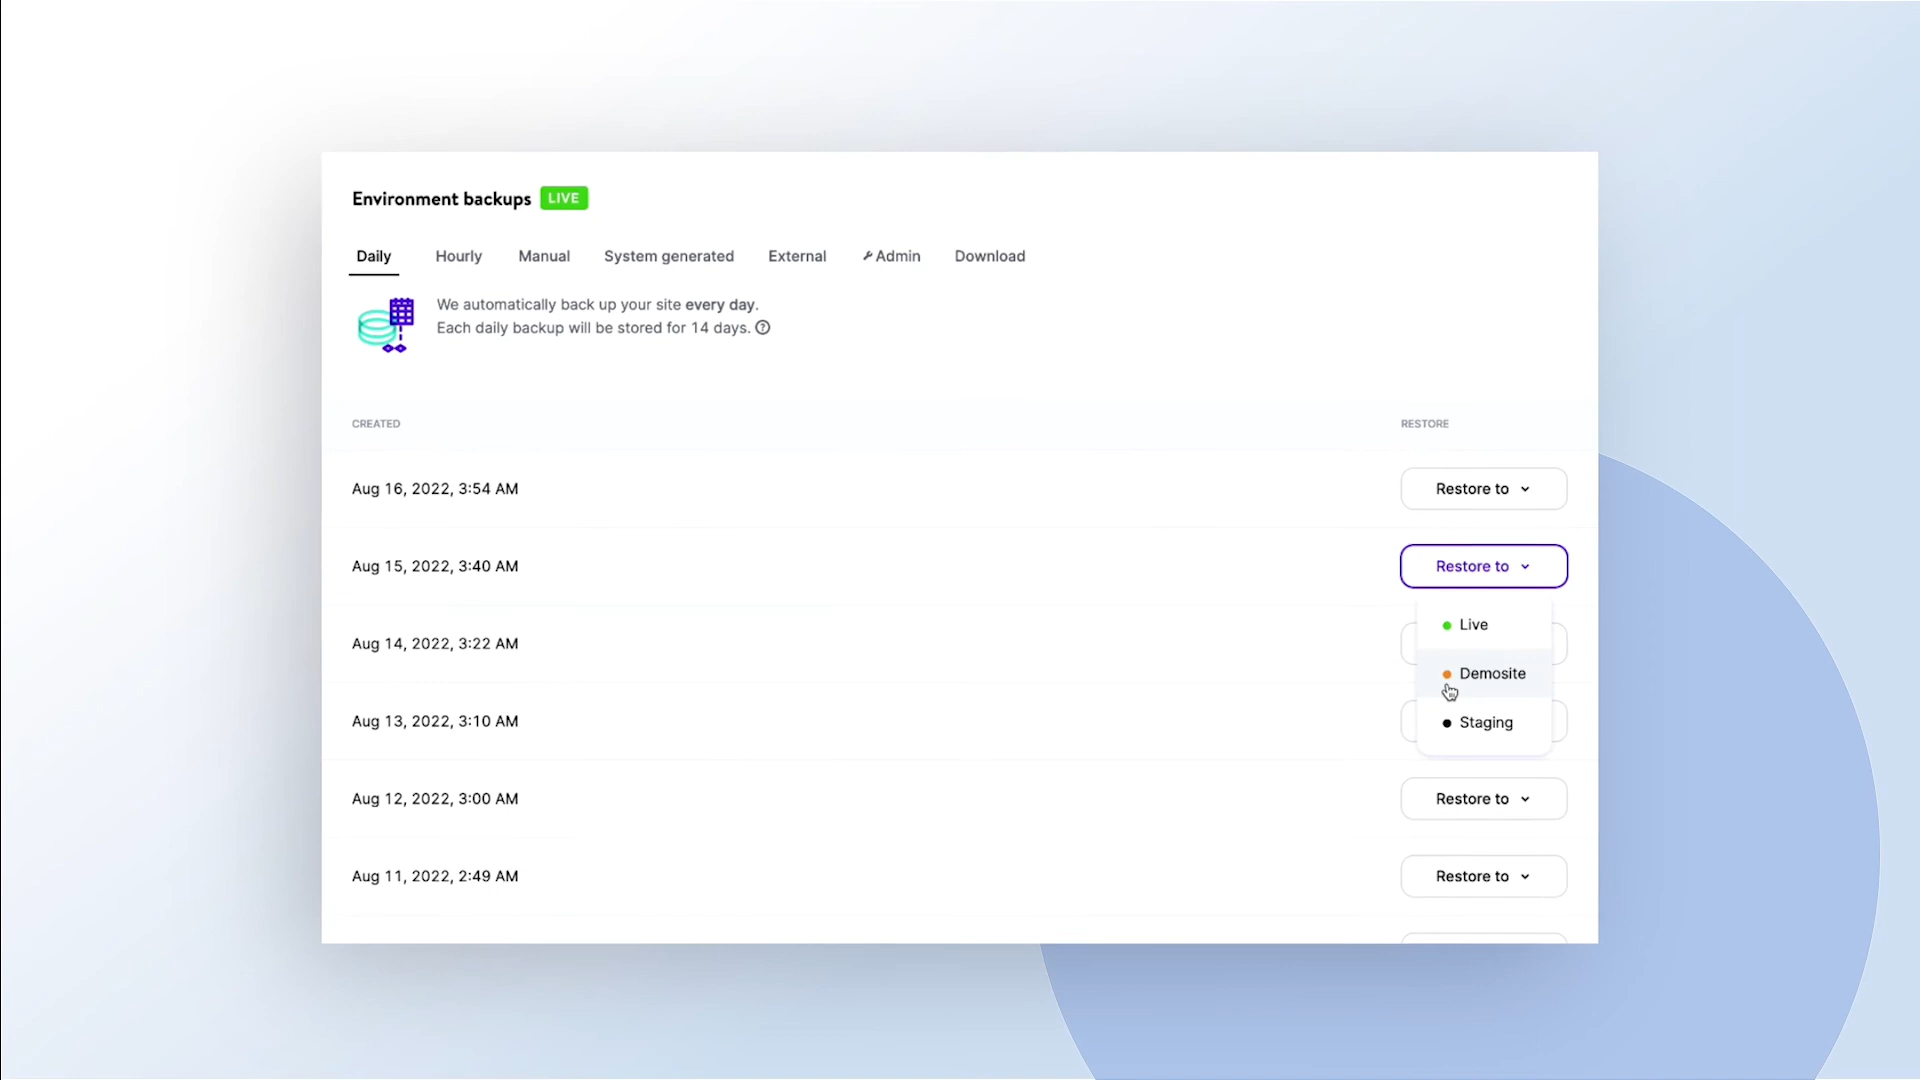 Environment backups LIVE
Daily Hourly Manual System generated External Admin Download
We automatically back up your site every day.
Each daily backup will be stored for 14 days.
CREATED RESTORE
Aug 16, 2022, 3:54 AM Restore to
Aug 15, 2022, 3:40 AM Restore to
Live
Aug 14, 2022, 3:22 AM
Demosite
Aug 13, 2022, 3:10 AM Staging
Aug 12, 2022, 3:00 AM Restore to
Aug 11, 2022, 2:49 AM Restore to